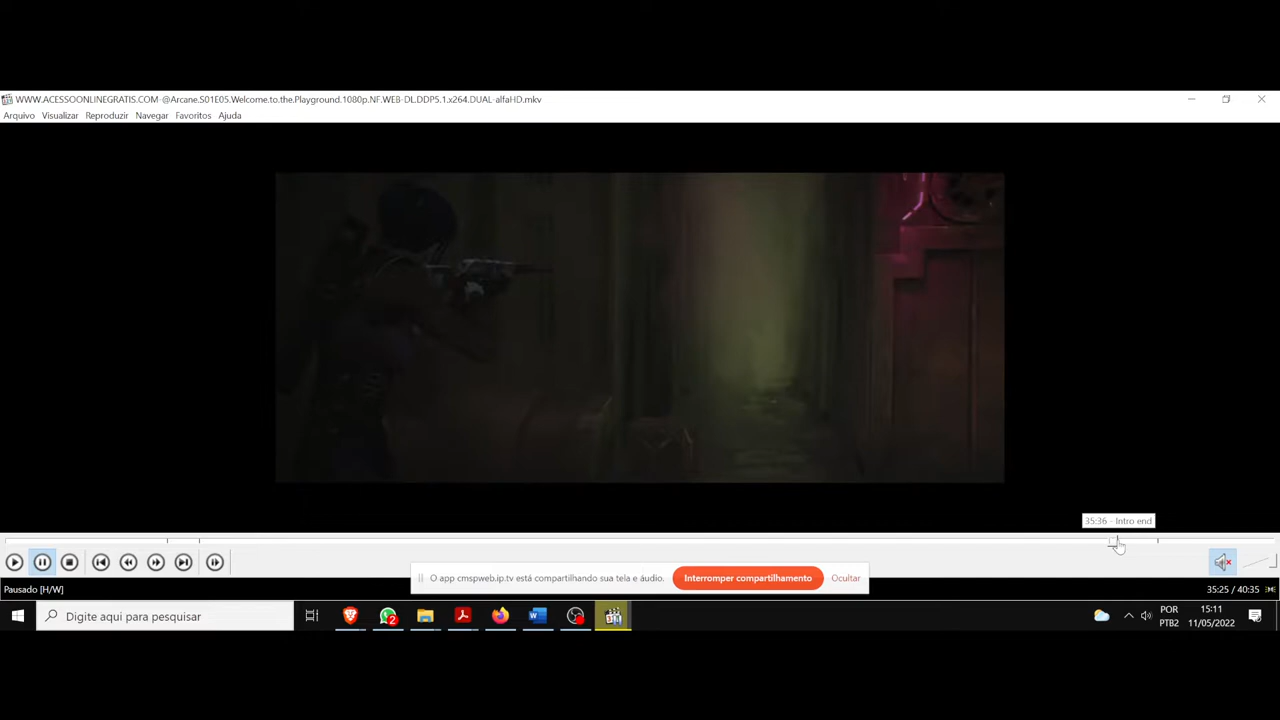 WWW.ACESSOONLINEGRATIS.COM -@Arcane.S01E05.Welcome.to.the.Playground.1080p.NF.WEB-DL.DDP5.1.x264.DUAL-alfaHD.mkv
Arquivo Visualizar Reproduzir Navegar Favoritos Ajuda
35:36 - Intro end
O app cmspweb.ip.tv está compartilhando sua tela e áudio. Interromper compartilhamento Ocultar
Pausado [H/W] 35:25 / 40:35
Digite aqui para pesquisar
2
POR 15:11
PTB2 11/05/2022